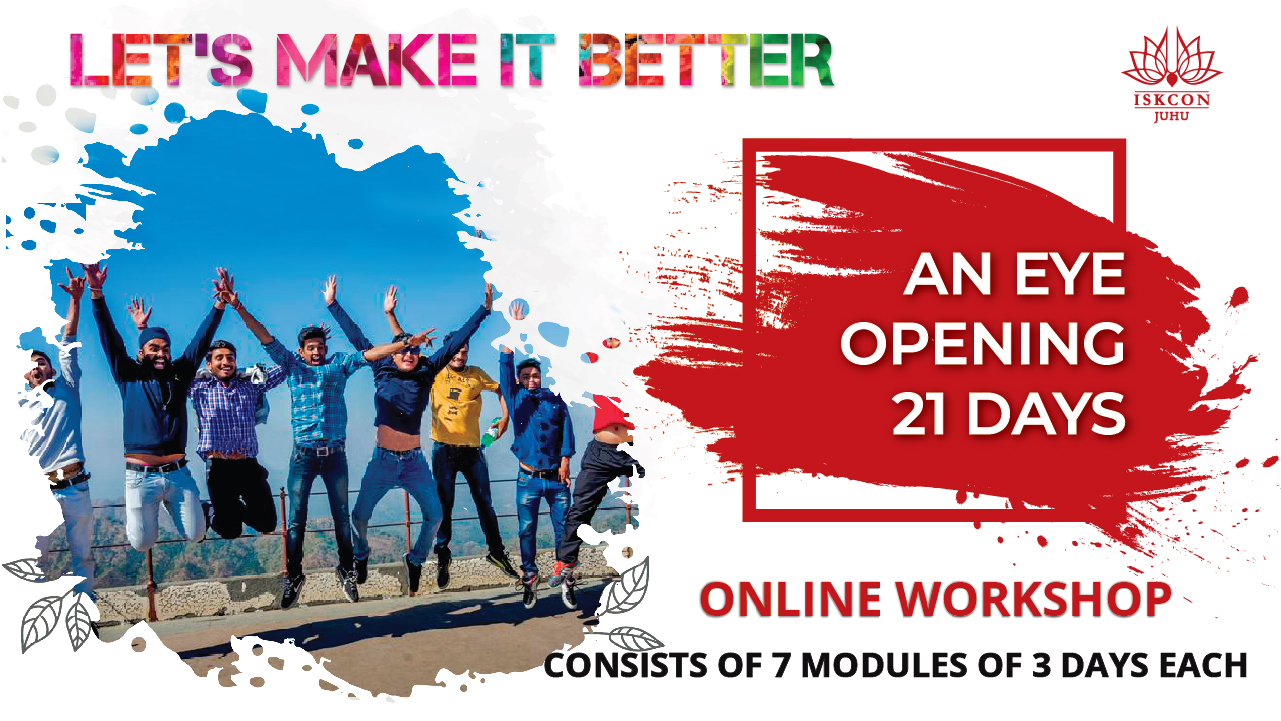 LET'S MAKE IT BETTER
ISKCON
JUHU
AN EYE
OPENING
21 DAYS
ONLINE WORKSHOP
CONSISTS OF 7 MODULES OF 3 DAYS EACH